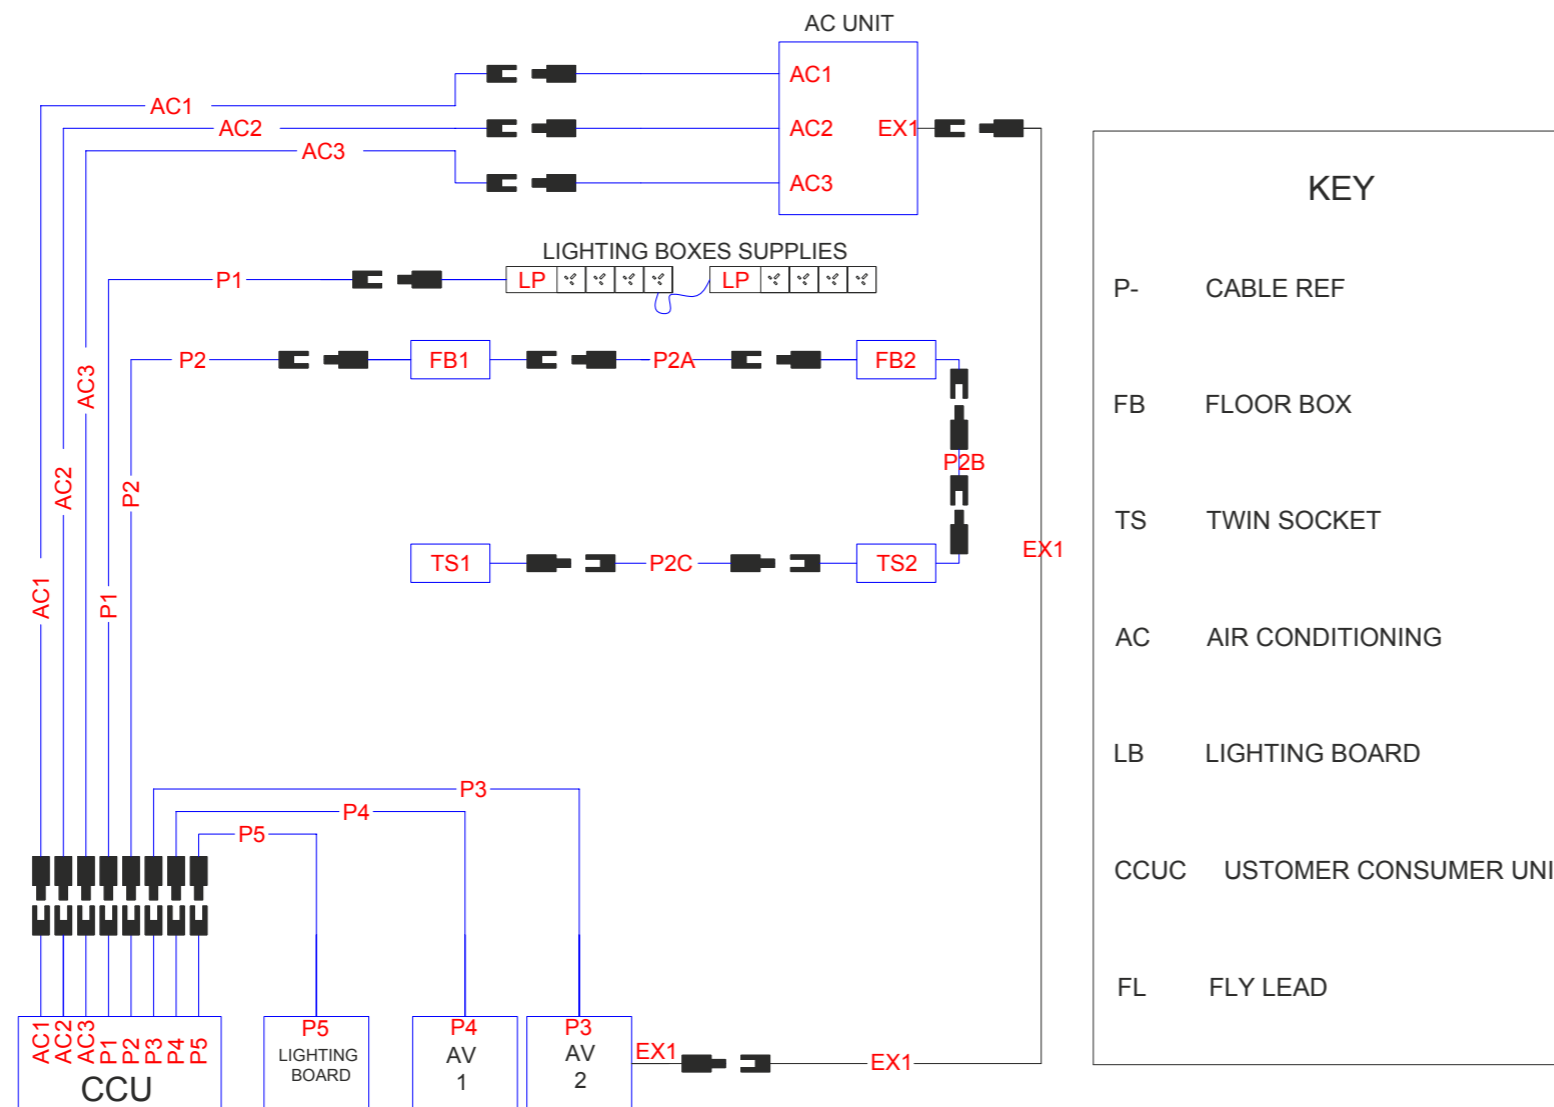 AC UNIT
AC1
AC1
AC2
AC2
EX1
AC3
AC3
KEY
LIGHTING BOXES SUPPLIES
P1
LP
LP
P- CABLE REF
P2
FB1
P2A
FB2
AC3
FB FLOOR BOX
P2B
AC2
P2
TS TWIN SOCKET
EX1
TS1
P2C
TS2
AC1
P1
AC AIR CONDITIONING
LB LIGHTING BOARD
P3
P4
P5
CCUC USTOMER CONSUMER UNI
FL FLY LEAD
AC1
AC2
AC3
P1
P2
P3
P4
P5
CCU
P5
LIGHTING
BOARD
P4
AV
1
P3
AV
2
EX1
EX1